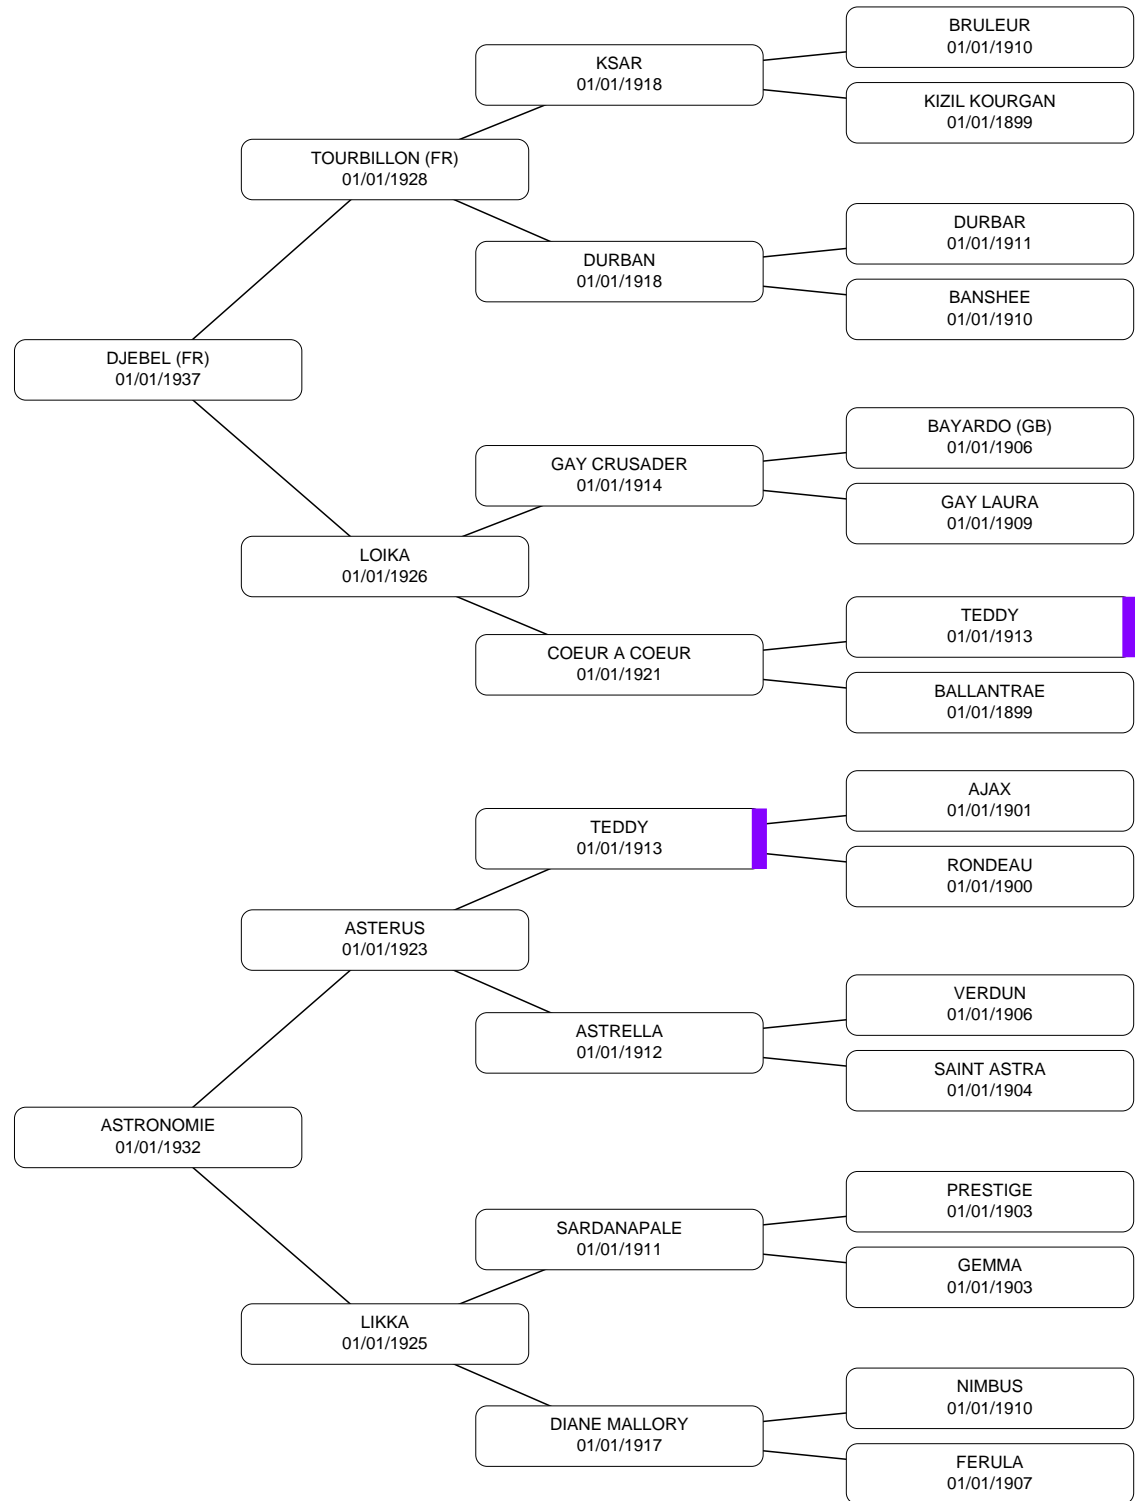 BRULEUR
01/01/1910
KSAR
01/01/1918
KIZIL KOURGAN
01/01/1899
TOURBILLON (FR)
01/01/1928
DURBAR
01/01/1911
DURBAN
01/01/1918
BANSHEE
01/01/1910
DJEBEL (FR)
01/01/1937
BAYARDO (GB)
01/01/1906
GAY CRUSADER
01/01/1914
GAY LAURA
01/01/1909
LOIKA
01/01/1926
TEDDY
01/01/1913
COEUR A COEUR
01/01/1921
BALLANTRAE
01/01/1899
AJAX
01/01/1901
TEDDY
01/01/1913
RONDEAU
01/01/1900
ASTERUS
01/01/1923
VERDUN
01/01/1906
ASTRELLA
01/01/1912
SAINT ASTRA
01/01/1904
ASTRONOMIE
01/01/1932
PRESTIGE
01/01/1903
SARDANAPALE
01/01/1911
GEMMA
01/01/1903
LIKKA
01/01/1925
NIMBUS
01/01/1910
DIANE MALLORY
01/01/1917
FERULA
01/01/1907